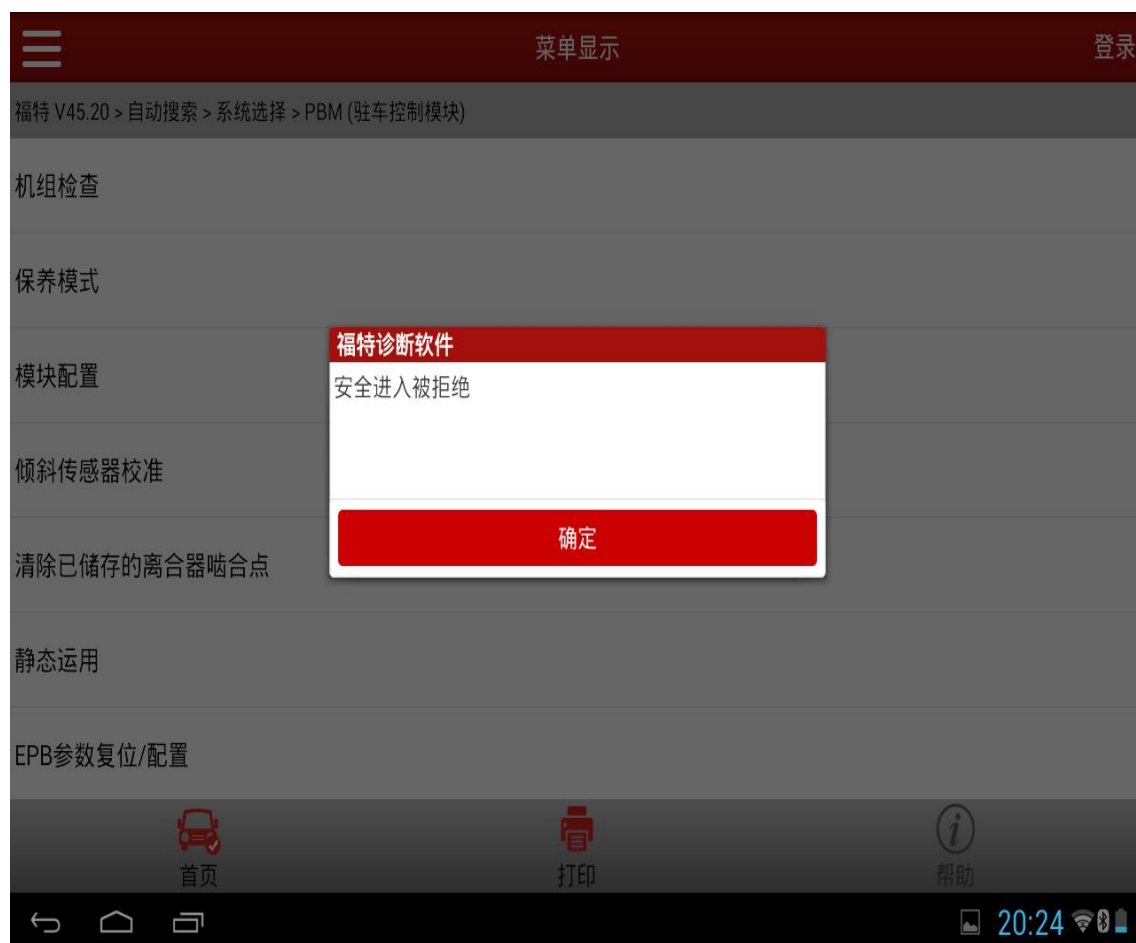 菜单显示
登录
福特 V45.20 > 自动搜索 > 系统选择 > PBM (驻车控制模块)
机组检查
保养模式
模块配置
倾斜传感器校准
清除已储存的离合器啮合点
静态运用
EPB参数复位/配置
福特诊断软件
安全进入被拒绝
确定
首页
打印
帮助
20:24